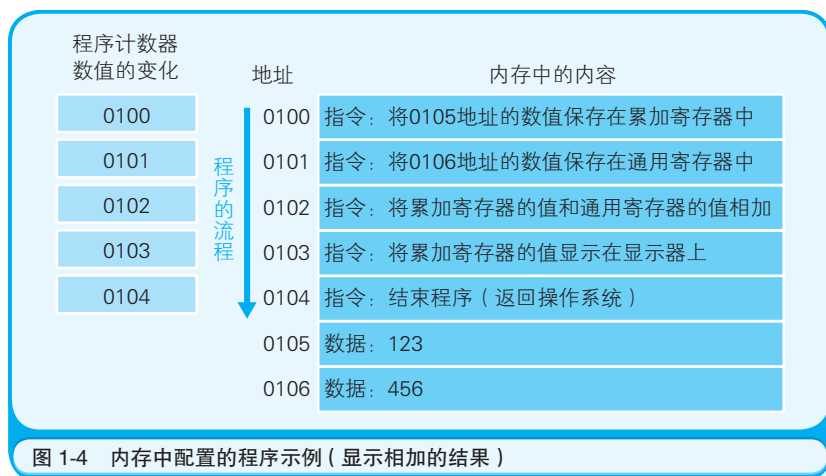 程序计数器
数值的变化
地址
内存中的内容
0100
0100 指令：将0105地址的数值保存在累加寄存器中
0101
0101 指令：将0106地址的数值保存在通用寄存器中
0102
0102 指令：将累加寄存器的值和通用寄存器的值相加
0103
0103 指令：将累加寄存器的值显示在显示器上
0104
0104 指令：结束程序（返回操作系统）
程序的流程
0105 数据：123
0106 数据：456
图 1-4 内存中配置的程序示例（显示相加的结果）